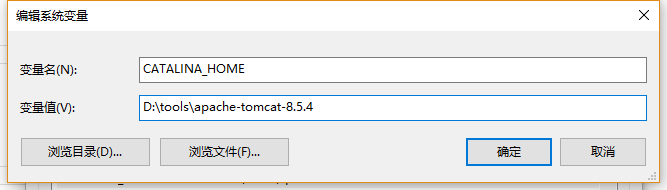 编辑系统变量
变量名(N):
CATALINA_HOME
变量值(V):
D:\tools\apache-tomcat-8.5.4
浏览目录(D)...
浏览文件(F)...
确定
取消